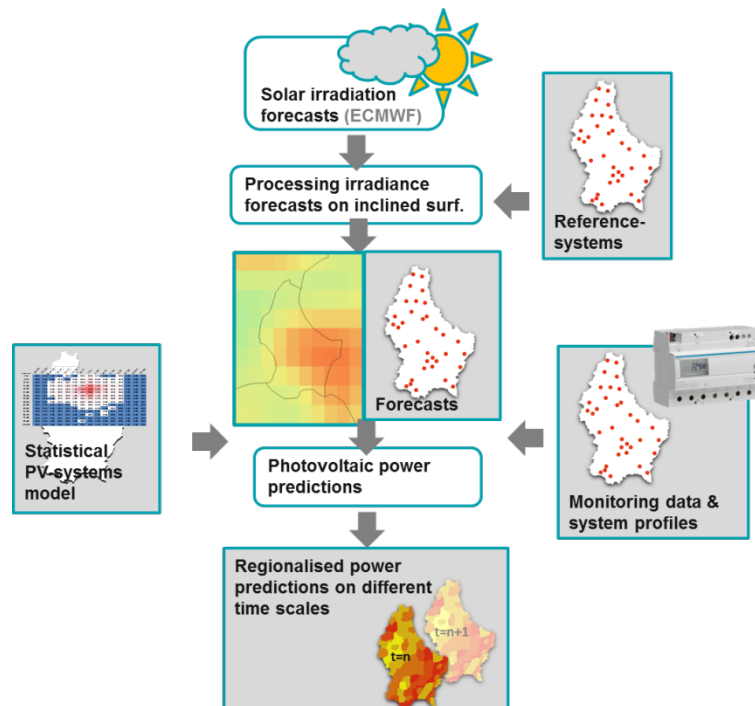 Solar irradiation
forecasts (ECMWF)
Processing irradiance
forecasts on inclined surf.
Reference-
systems
Forecasts
Statistical
PV-systems
model
Photovoltaic power
predictions
Monitoring data &
system profiles
Regionalised power
predictions on different
time scales
t=n+1
t=n